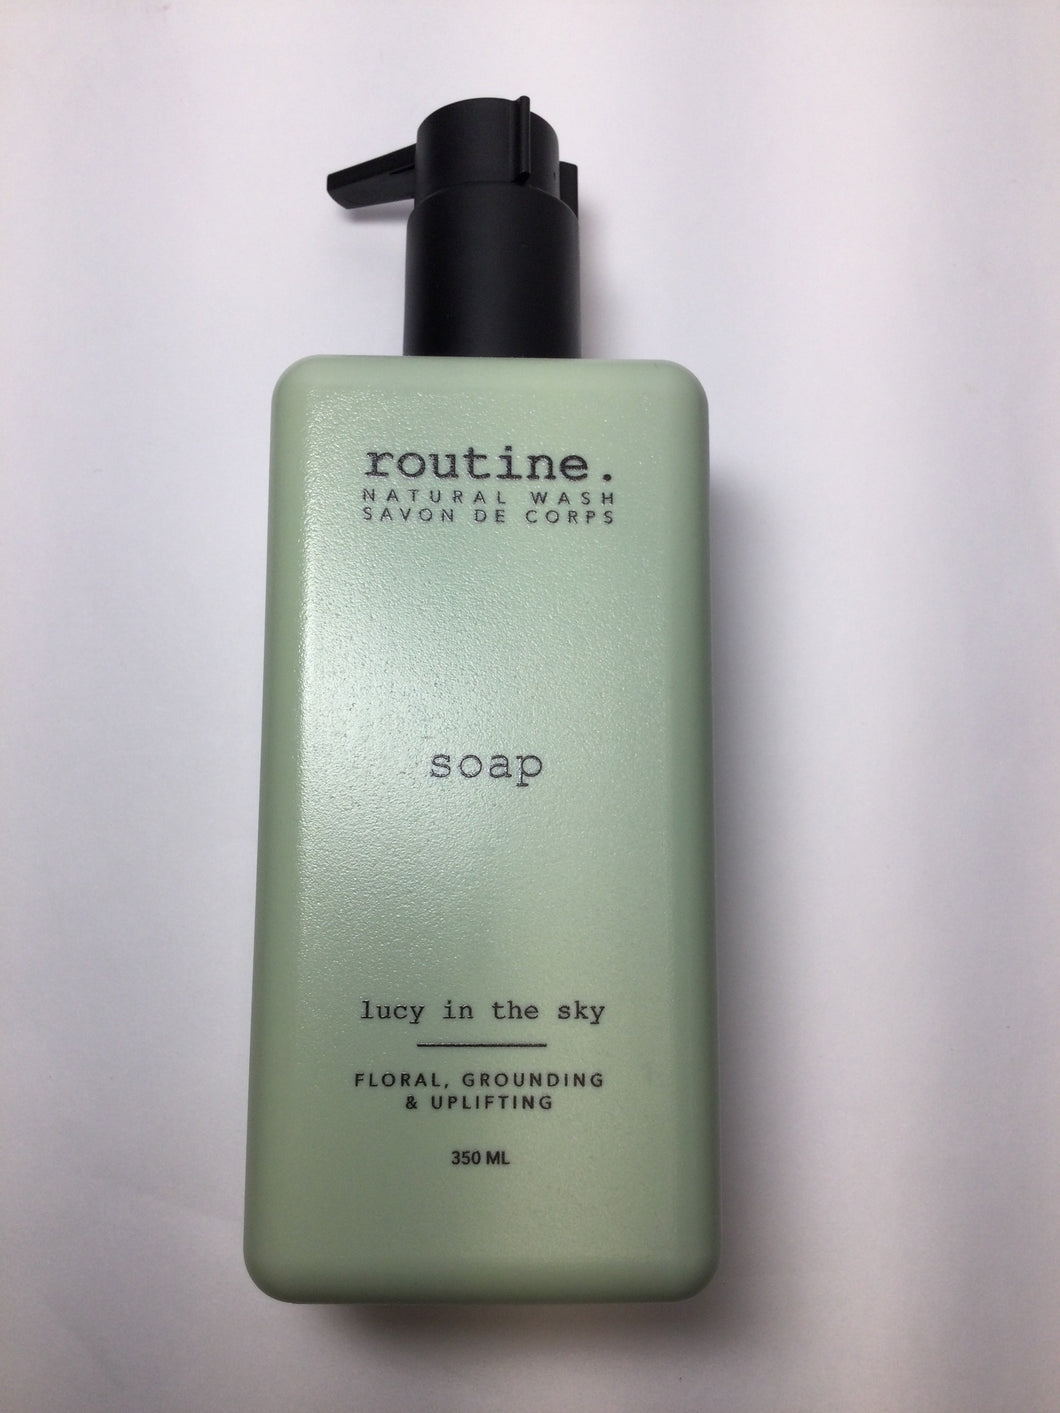 routine.
NATURAL WASH
SAVON DE CORPS
soap
lucy in the sky
FLORAL, GROUNDING
& UPLIFTING
350 ML